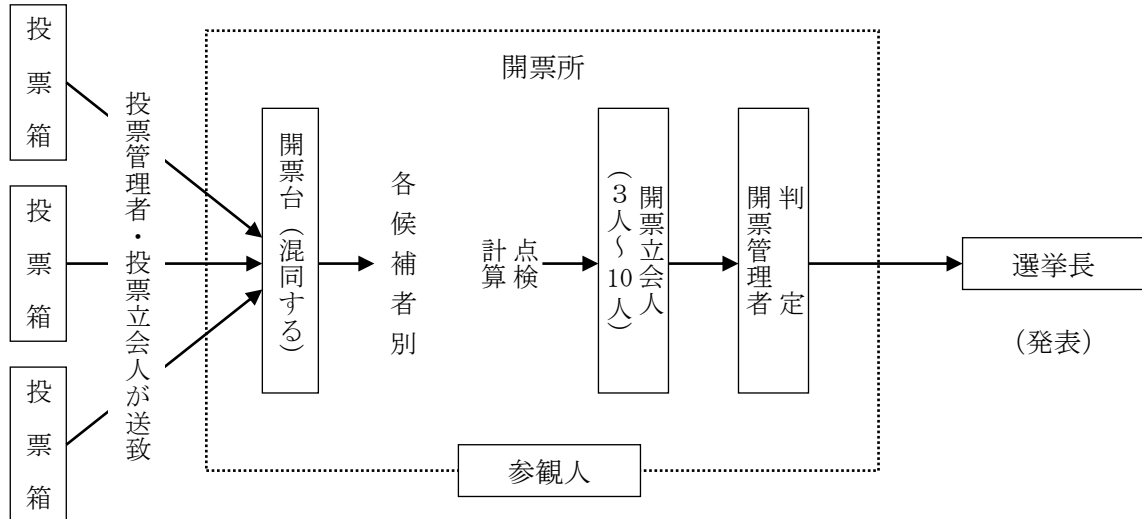 投票箱
投票箱
投票箱
投票管理者・投票立会人が送致
開票所
開票台（混同する）
各候補者別
点検
計算
開票立会人
（３人～10人）
判定
開票管理者
参観人
選挙長
（発表）